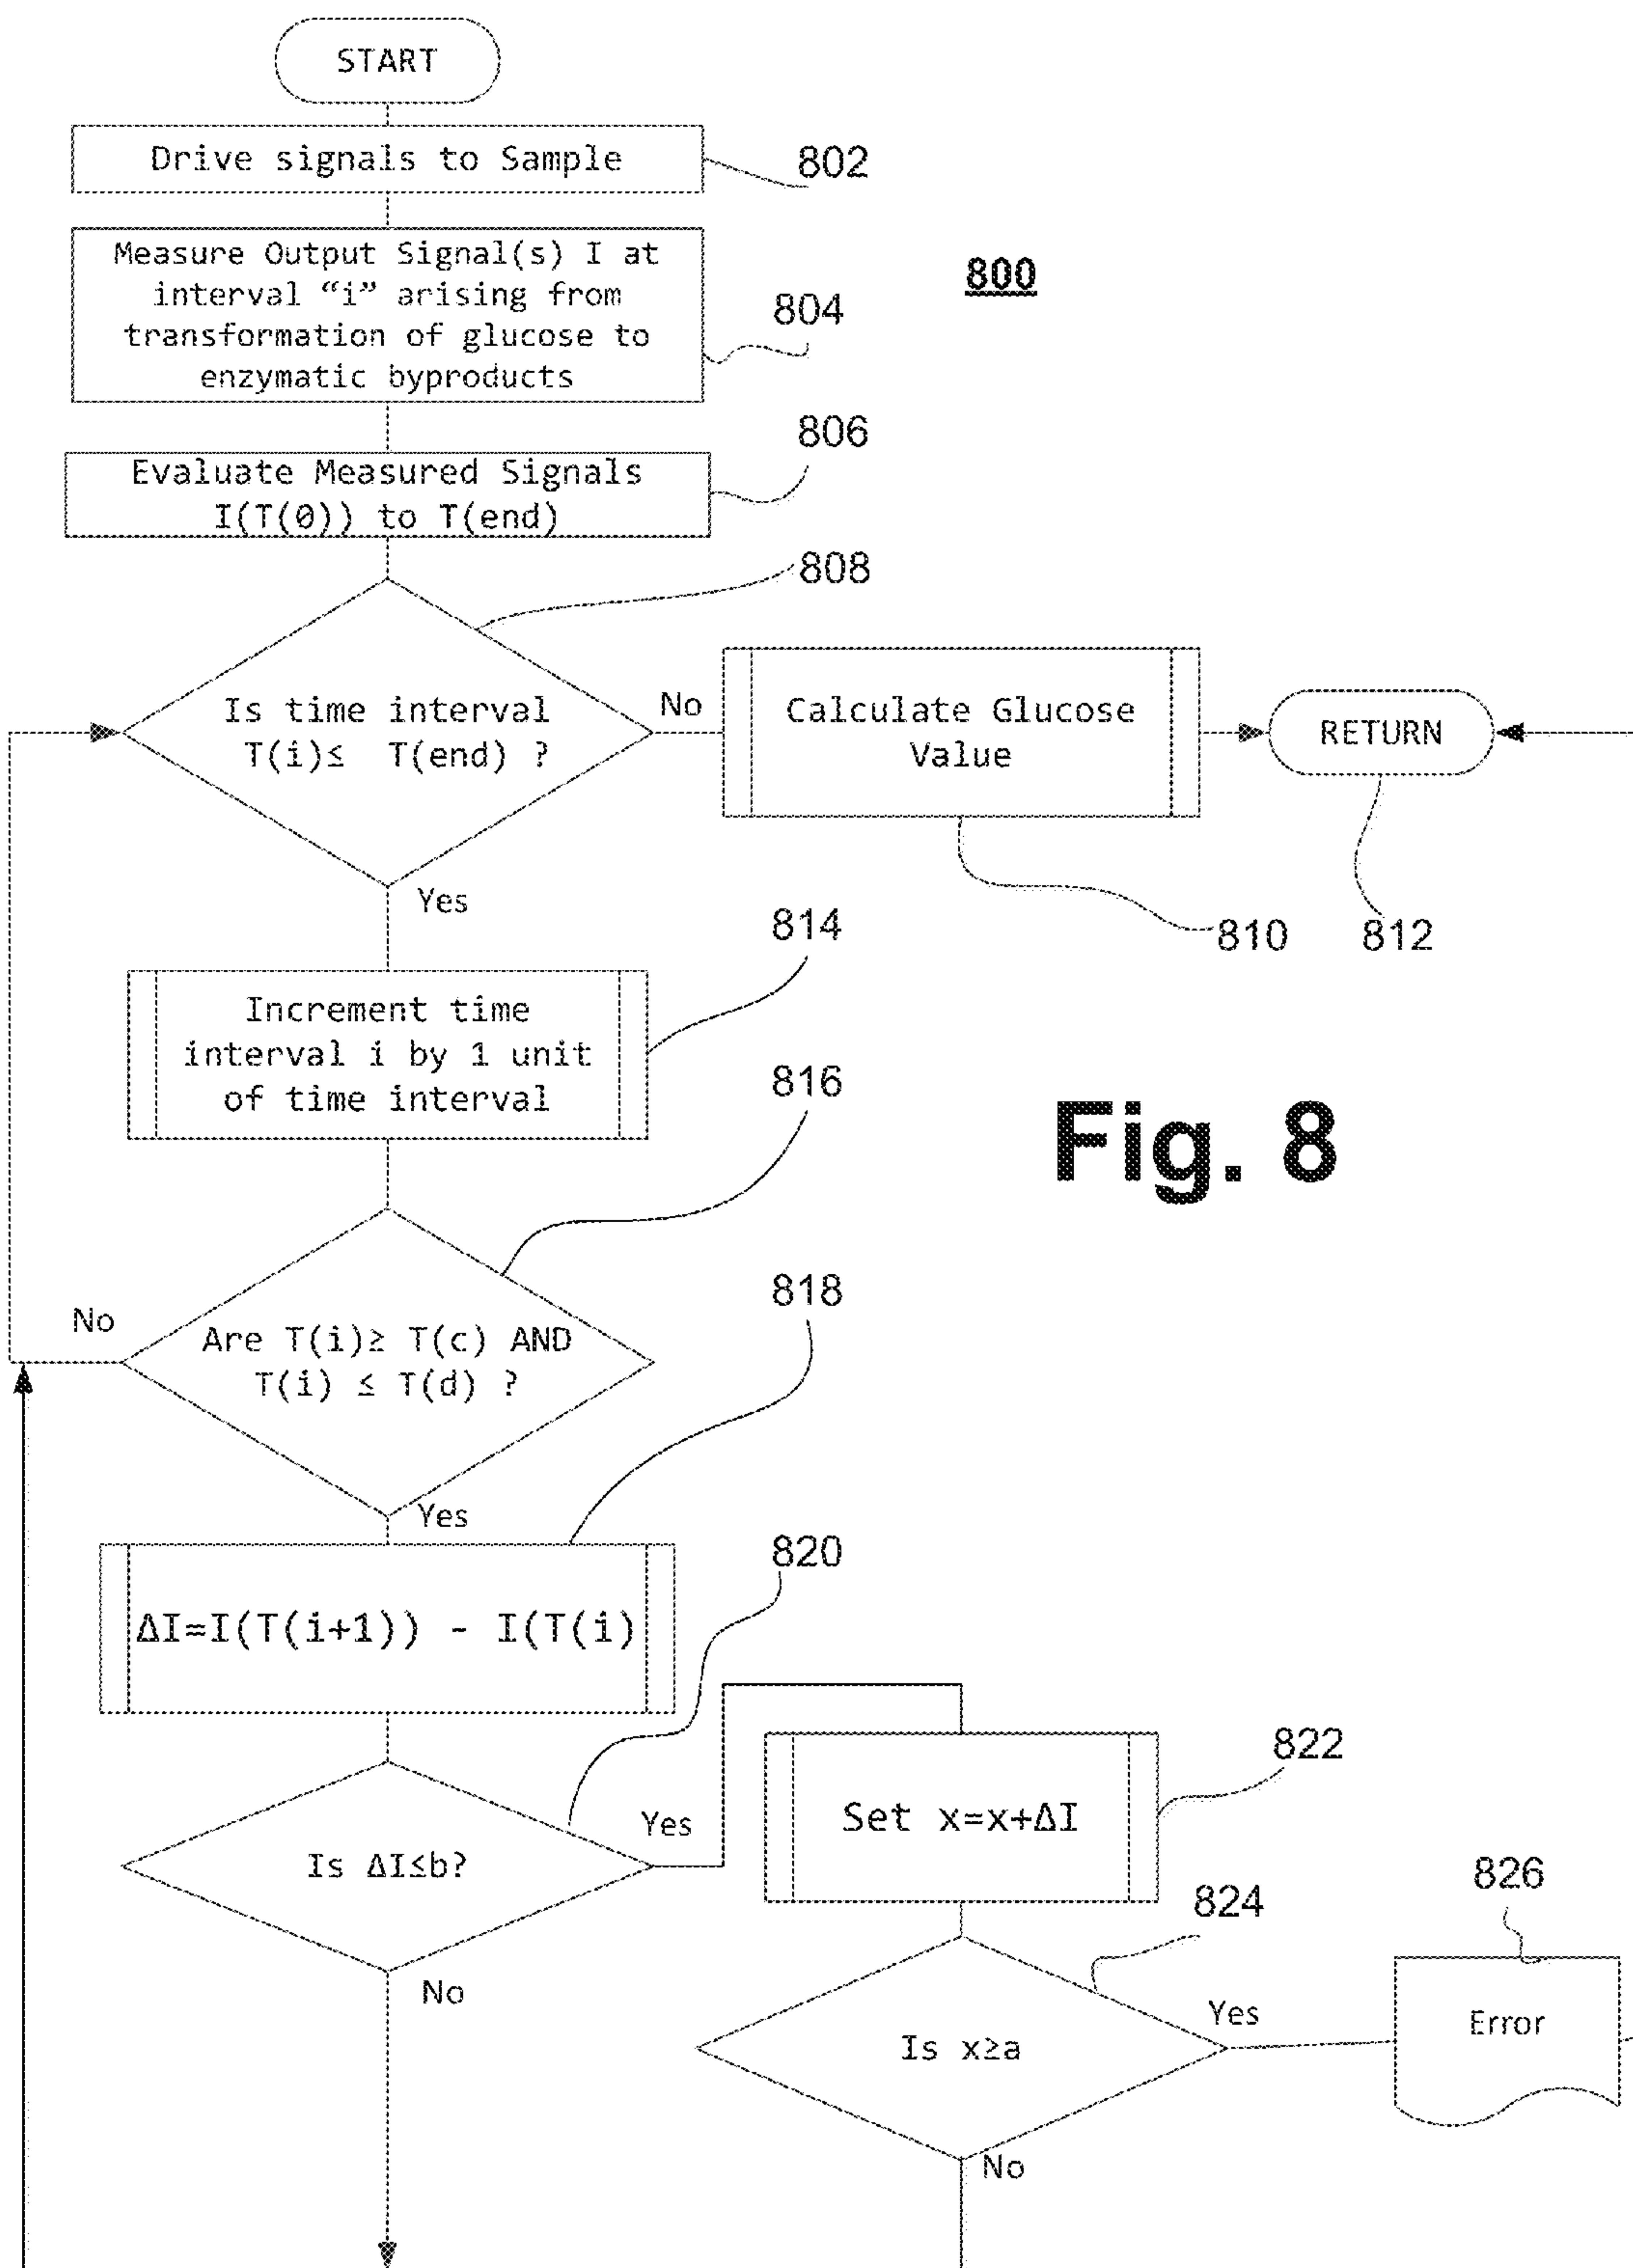 START
Drive signals to Sample
802
Measure Output Signal(s) I at
interval “i” arising from
transformation of glucose to
enzymatic byproducts
800
804
806
Evaluate Measured Signals
I(T(0)) to T(end)
808
Is time interval
T(i)≤ T(end) ?
No
Calculate Glucose
Value
RETURN
Yes
810
812
814
Increment time
interval i by 1 unit
of time interval
816
Fig. 8
818
No
Are T(i)≥ T(c) AND
T(i) ≤ T(d) ?
Yes
820
ΔI=I(T(i+1)) - I(T(i)
822
Set x=x+ΔI
Yes
Is ΔI≤b?
824
826
No
Yes
Error
Is x≥a
No